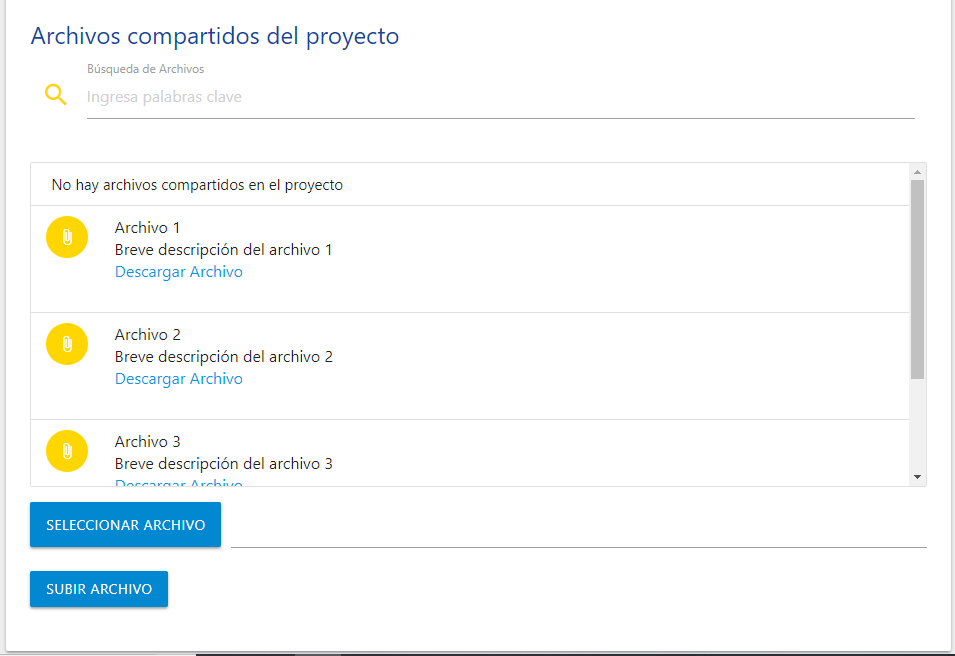 Archivos compartidos del proyecto
Búsqueda de Archivos
Ingresa palabras clave
No hay archivos compartidos en el proyecto
Archivo 1
Breve descripción del archivo 1
Descargar Archivo
Archivo 2
Breve descripción del archivo 2
Descargar Archivo
Archivo 3
Breve descripción del archivo 3
Descargar Archivo
SELECCIONAR ARCHIVO
SUBIR ARCHIVO